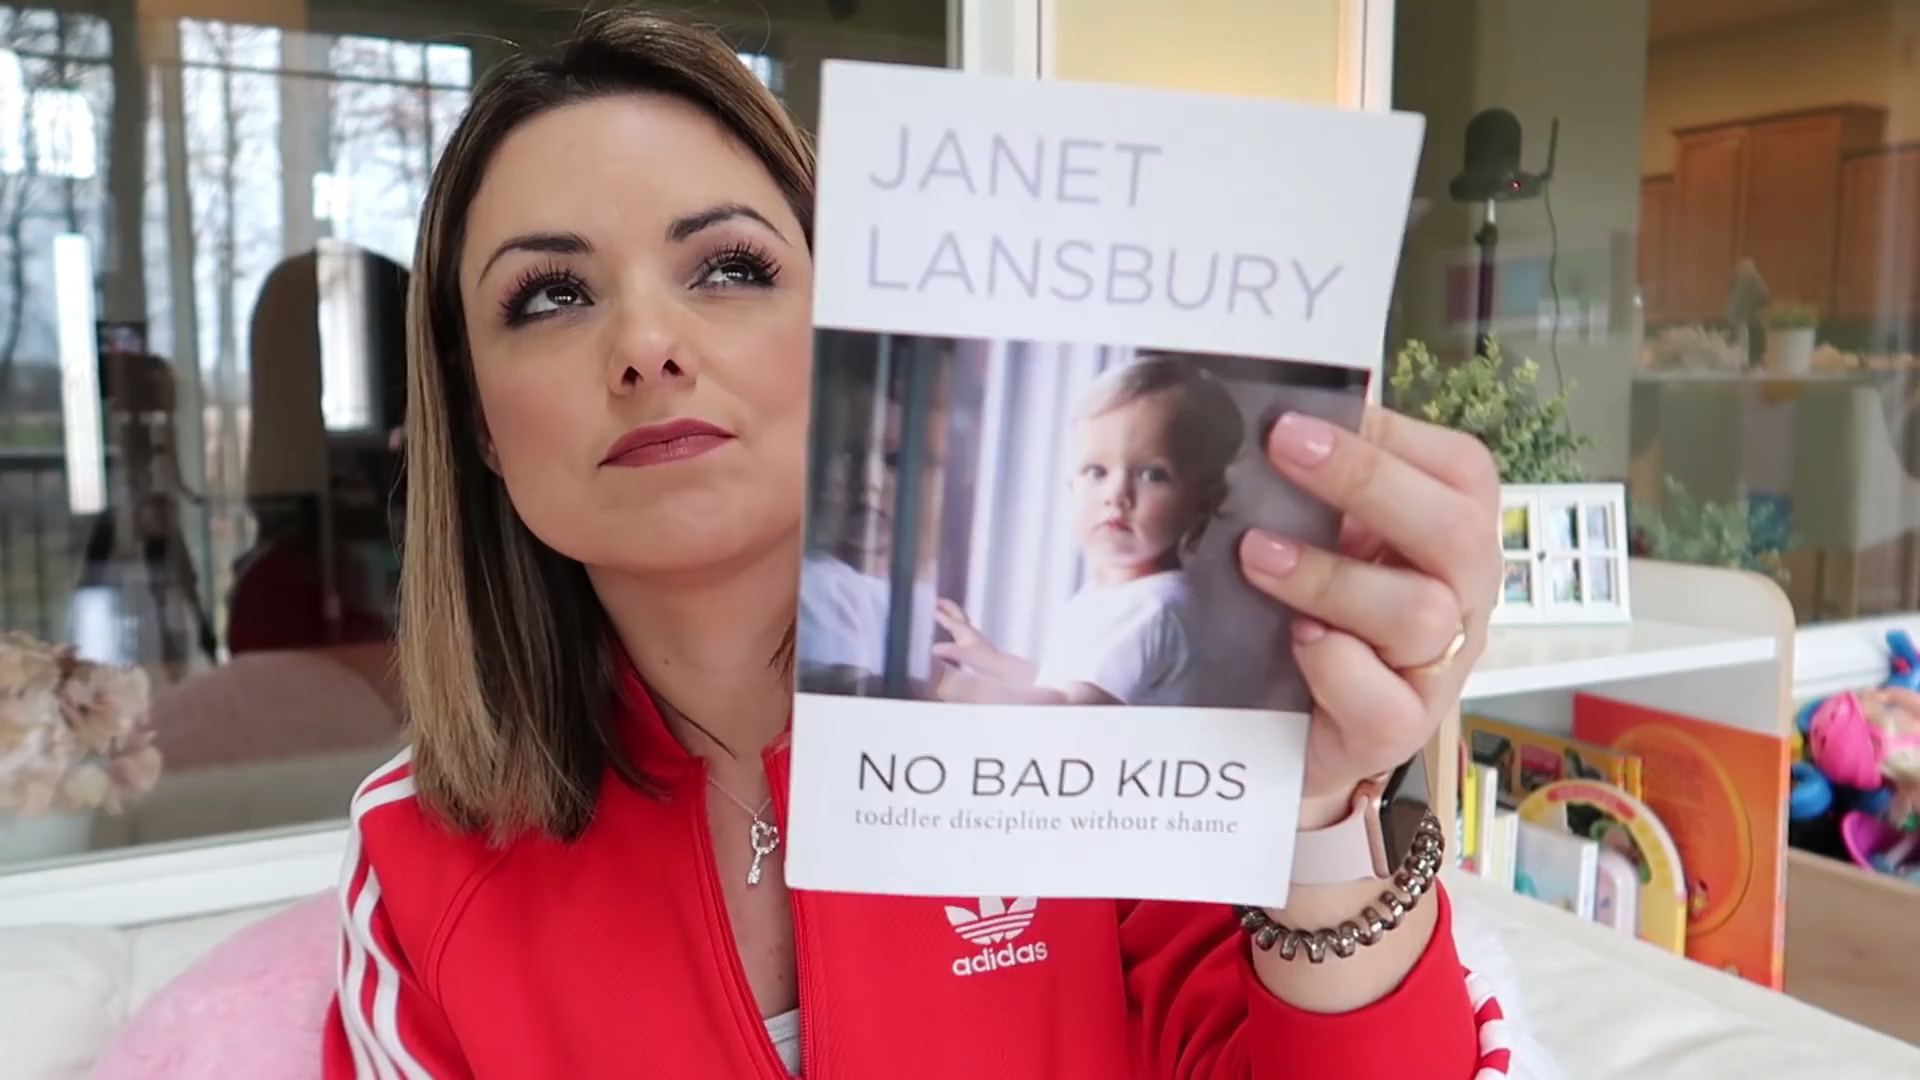 JANET
LANSBURY
NO BAD KIDS
toddler discipline without shame
adidas